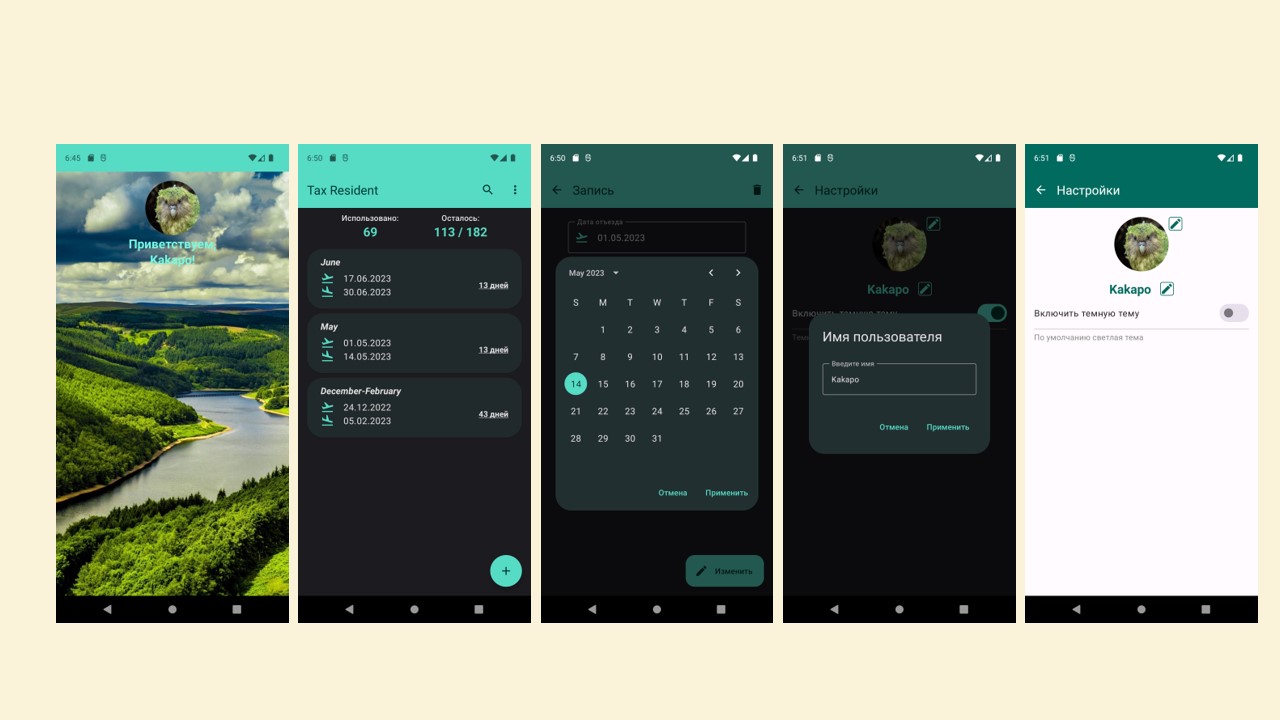 6:45
Приветствуем,
Kakapo!
6:50
Tax Resident
Использовано:
69
Осталось:
113 / 182
June
17.06.2023
30.06.2023
13 дней
May
01.05.2023
14.05.2023
13 дней
December-February
24.12.2022
05.02.2023
43 дней
+
6:50
Запись
Дата отъезда
01.05.2023
May 2023
S M T W T F S
1 2 3 4 5 6
7 8 9 10 11 12 13
14 15 16 17 18 19 20
21 22 23 24 25 26 27
28 29 30 31
Отмена Применить
Изменить
6:51
Настройки
Kakapo
Включить темную тему
Имя пользователя
Введите имя
Kakapo
Отмена Применить
6:51
Настройки
Kakapo
Включить темную тему
По умолчанию светлая тема